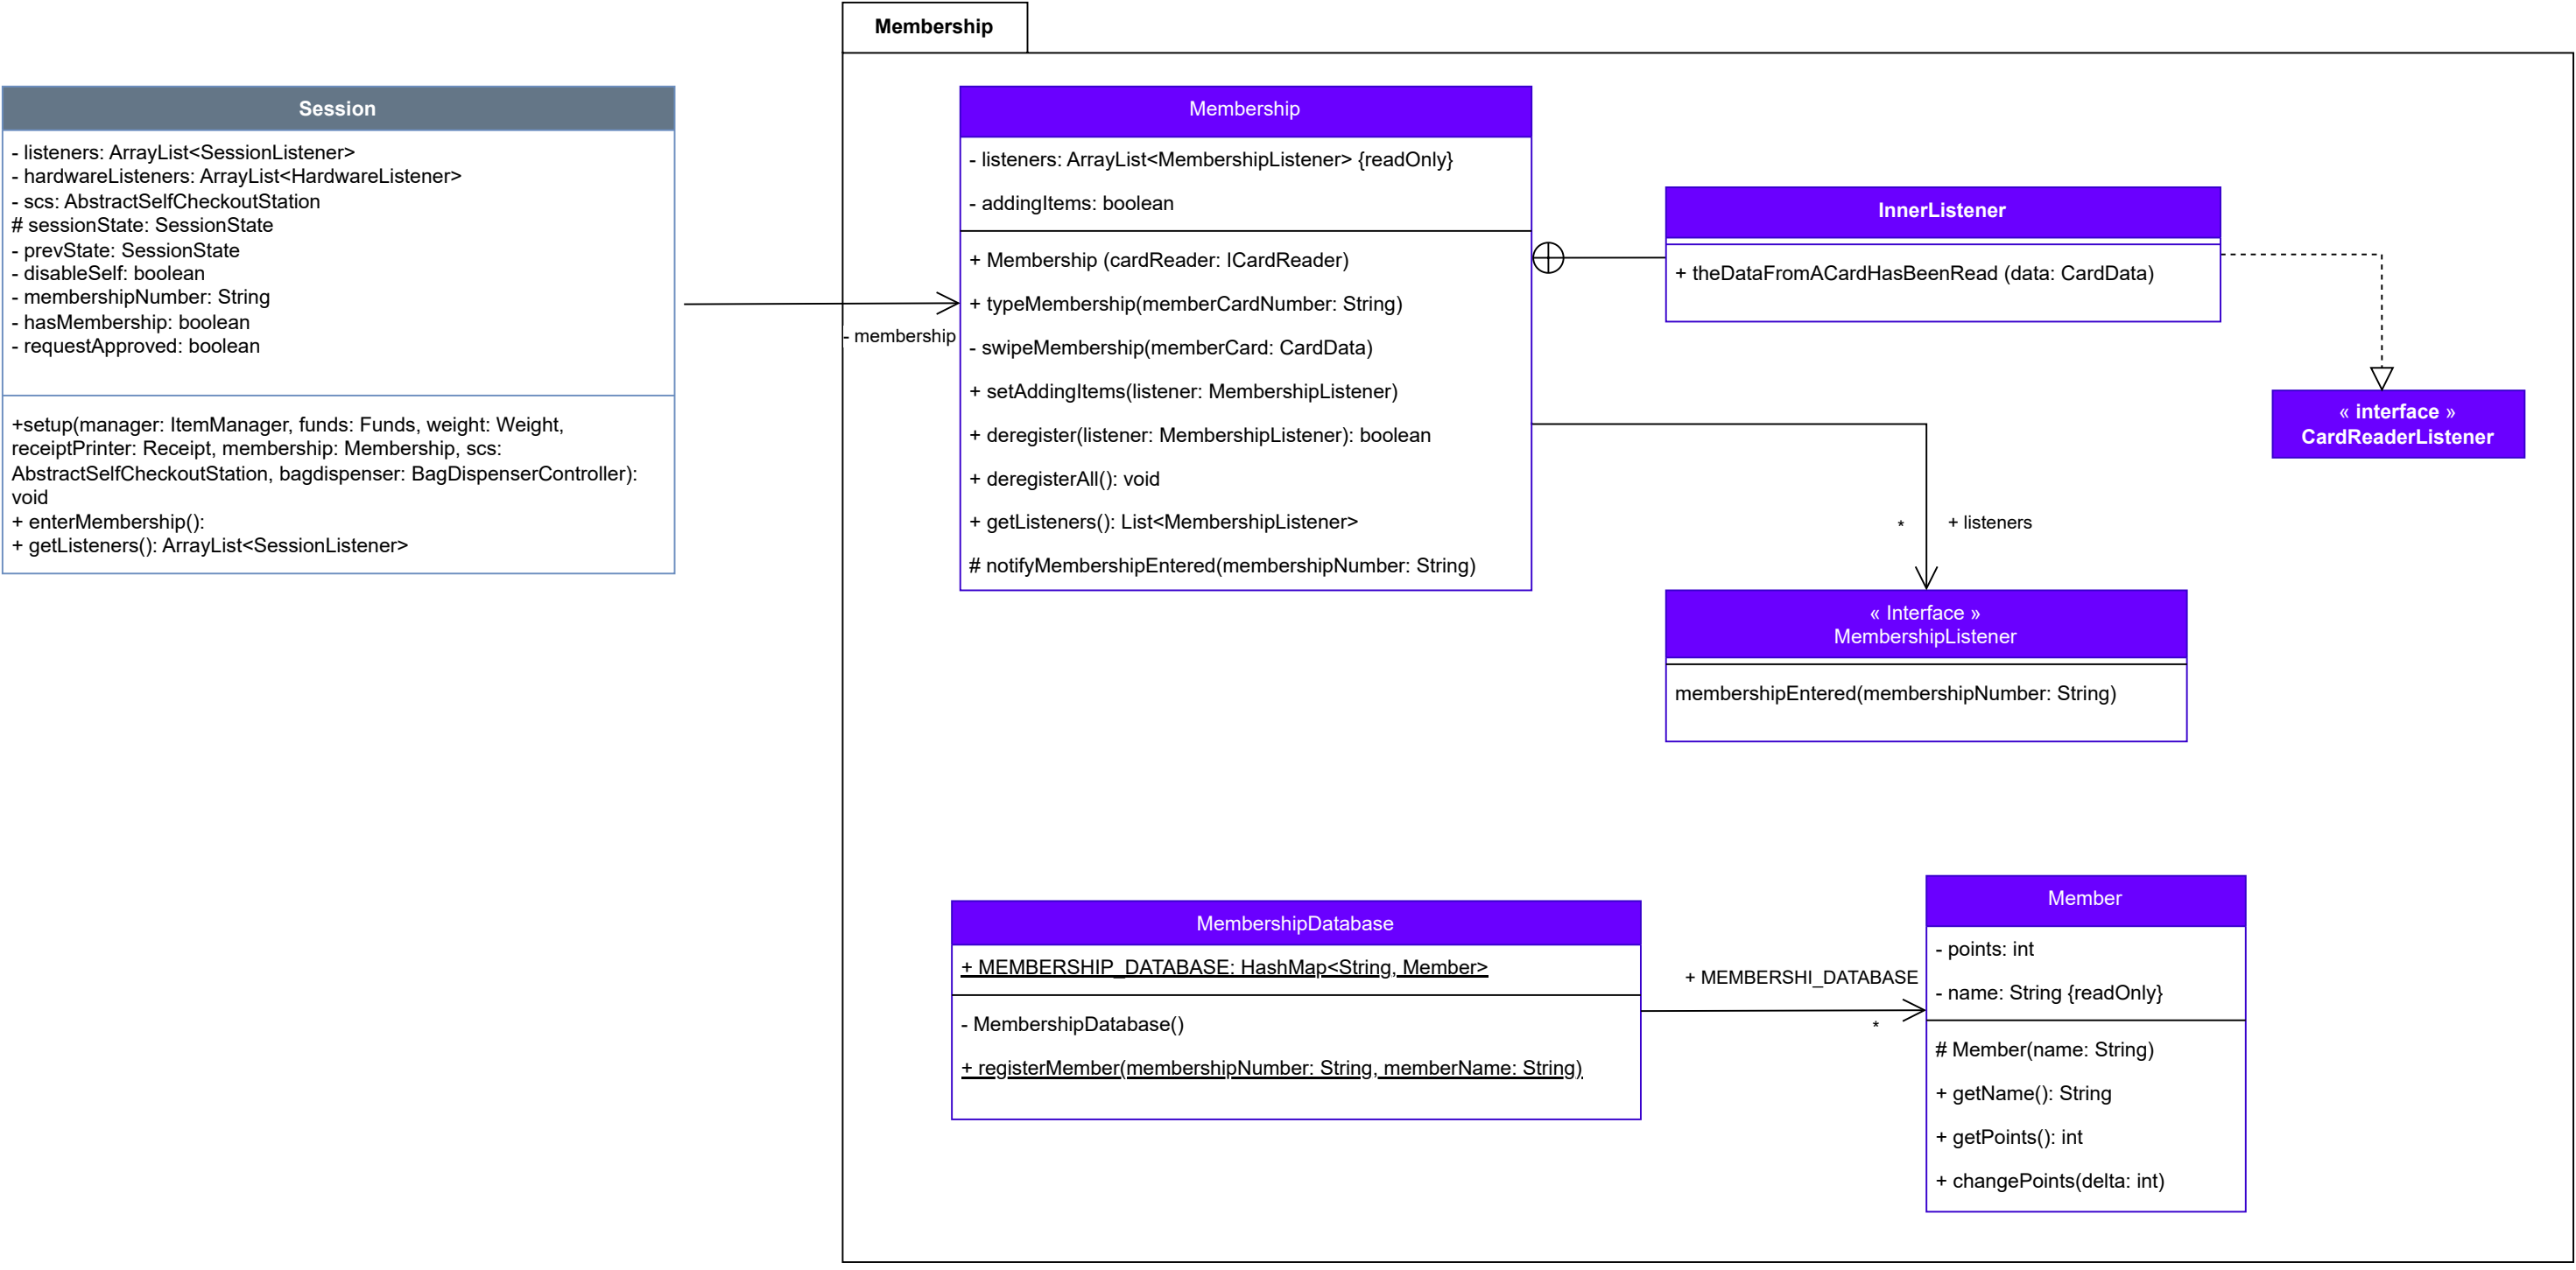 Membership
Session
- listeners: ArrayList<SessionListener>
- hardwareListeners: ArrayList<HardwareListener>
- scs: AbstractSelfCheckoutStation
# sessionState: SessionState
- prevState: SessionState
- disableSelf: boolean
- membershipNumber: String
- hasMembership: boolean
- requestApproved: boolean
+setup(manager: ItemManager, funds: Funds, weight: Weight,
receiptPrinter: Receipt, membership: Membership, scs:
AbstractSelfCheckoutStation, bagdispenser: BagDispenserController):
void
+ enterMembership():
+ getListeners(): ArrayList<SessionListener>
- membership
Membership
- listeners: ArrayList<MembershipListener> {readOnly}
- addingItems: boolean
+ Membership (cardReader: ICardReader)
+ typeMembership(memberCardNumber: String)
- swipeMembership(memberCard: CardData)
+ setAddingItems(listener: MembershipListener)
+ deregister(listener: MembershipListener): boolean
+ deregisterAll(): void
+ getListeners(): List<MembershipListener>
# notifyMembershipEntered(membershipNumber: String)
InnerListener
+ theDataFromACardHasBeenRead (data: CardData)
« interface »
CardReaderListener
* + listeners
« Interface »
MembershipListener
membershipEntered(membershipNumber: String)
MembershipDatabase
+ MEMBERSHIP_DATABASE: HashMap<String, Member>
- MembershipDatabase()
+ registerMember(membershipNumber: String, memberName: String)
+ MEMBERSHI_DATABASE
*
Member
- points: int
- name: String {readOnly}
# Member(name: String)
+ getName(): String
+ getPoints(): int
+ changePoints(delta: int)